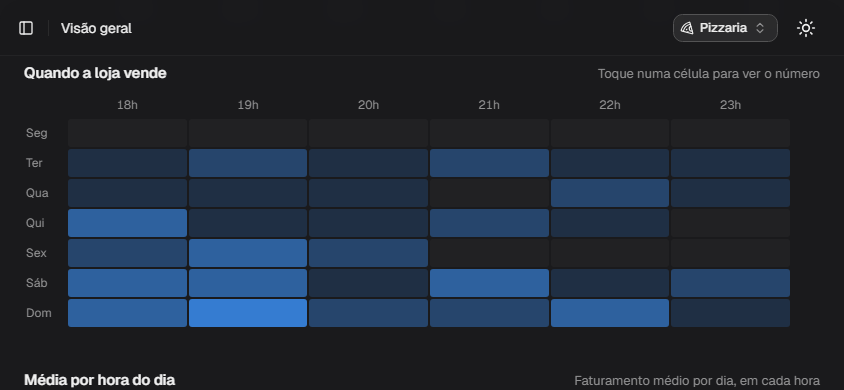 Visão geral
Pizzaria
Quando a loja vende
Toque numa célula para ver o número
18h 19h 20h 21h 22h 23h
Seg
Ter
Qua
Qui
Sex
Sáb
Dom
Média por hora do dia
Faturamento médio por dia, em cada hora